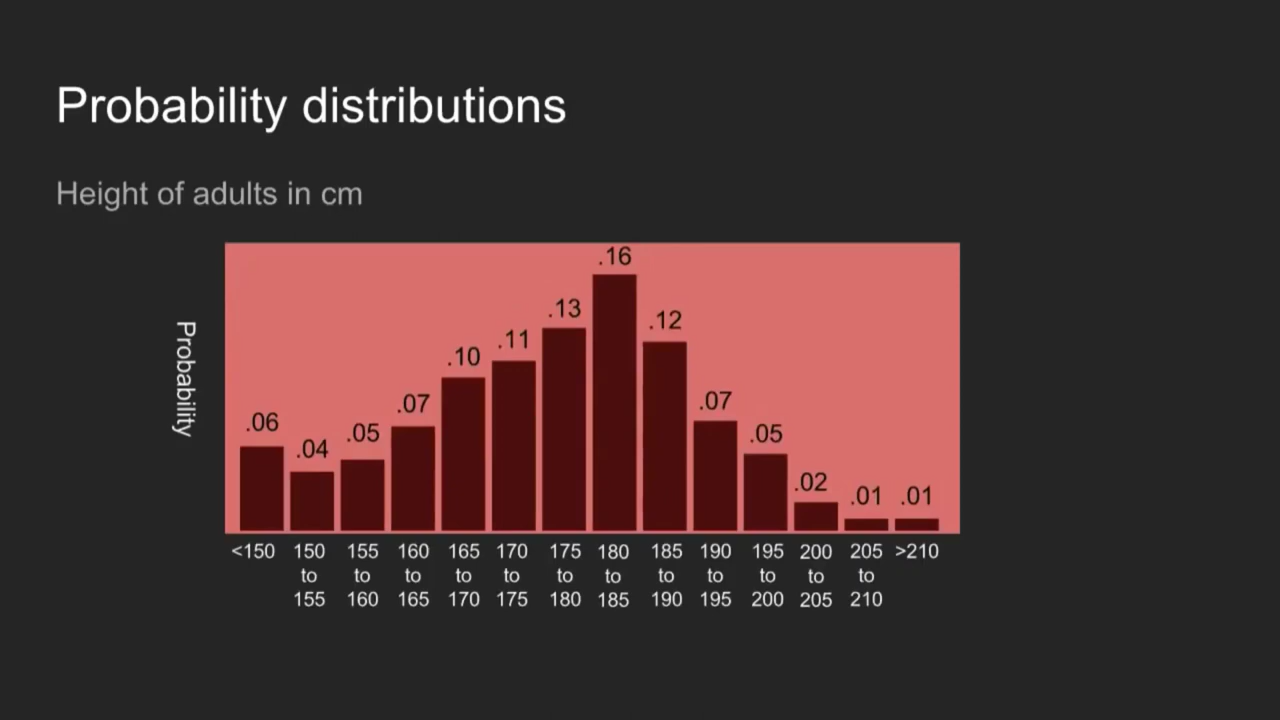 Probability distributions
Height of adults in cm
Probability
.06
.04
.05
.07
.10
.11
.13
.16
.12
.07
.05
.02
.01
.01
<150
150
to
155
155
to
160
160
to
165
165
to
170
170
to
175
175
to
180
180
to
185
185
to
190
190
to
195
195
to
200
200
to
205
205
to
210
>210